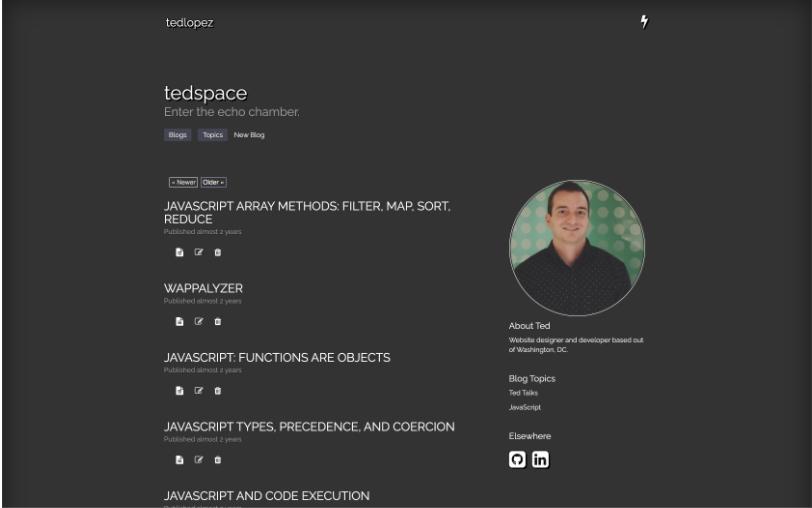 tedlopez
tedspace
Enter the echo chamber.
Blogs Topics New Blog
« Newer Older »
JAVASCRIPT ARRAY METHODS: FILTER, MAP, SORT,
REDUCE
Published almost 2 years
WAPPALYZER
Published almost 2 years
JAVASCRIPT: FUNCTIONS ARE OBJECTS
Published almost 2 years
JAVASCRIPT TYPES, PRECEDENCE, AND COERCION
Published almost 2 years
JAVASCRIPT AND CODE EXECUTION
About Ted
Website designer and developer based out
of Washington, DC.
Blog Topics
Ted Talks
JavaScript
Elsewhere
in